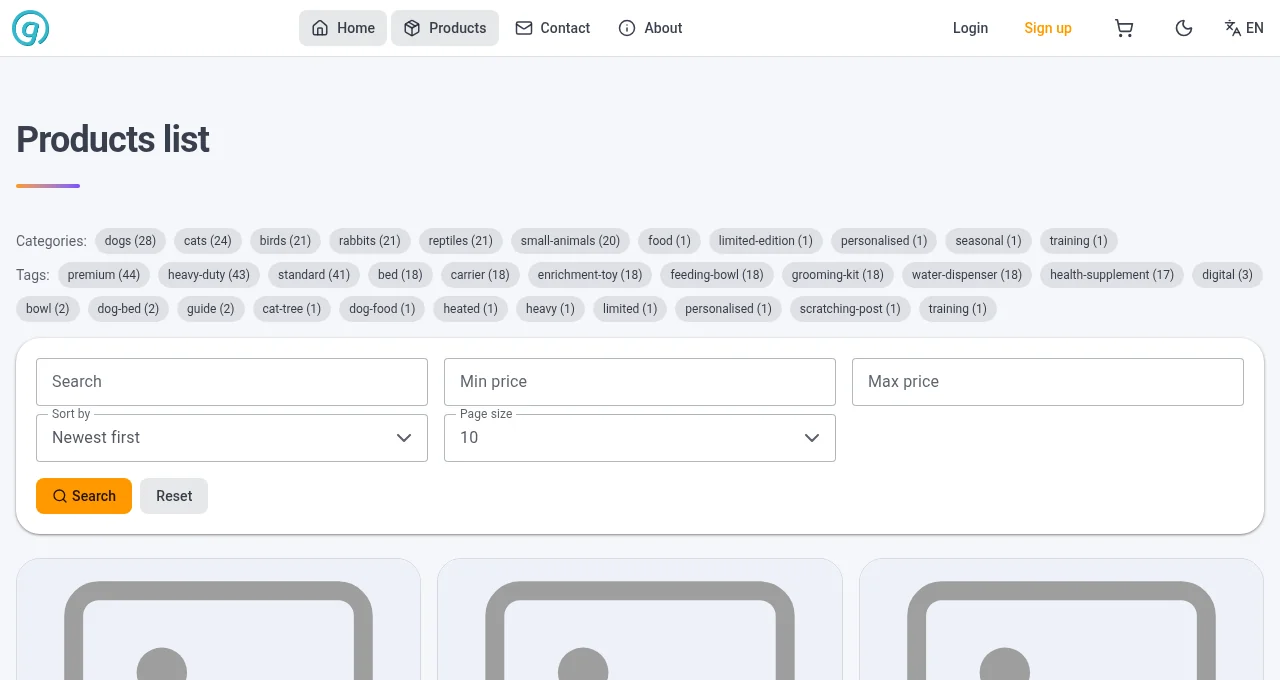 Home Products Contact About Login Sign up EN
Products list
Categories: dogs (28) cats (24) birds (21) rabbits (21) reptiles (21) small-animals (20) food (1) limited-edition (1) personalised (1) seasonal (1) training (1)
Tags: premium (44) heavy-duty (43) standard (41) bed (18) carrier (18) enrichment-toy (18) feeding-bowl (18) grooming-kit (18) water-dispenser (18) health-supplement (17) digital (3)
bowl (2) dog-bed (2) guide (2) cat-tree (1) dog-food (1) heated (1) heavy (1) limited (1) personalised (1) scratching-post (1) training (1)
Search Min price Max price
Sort by Page size
Newest first 10
Search Reset